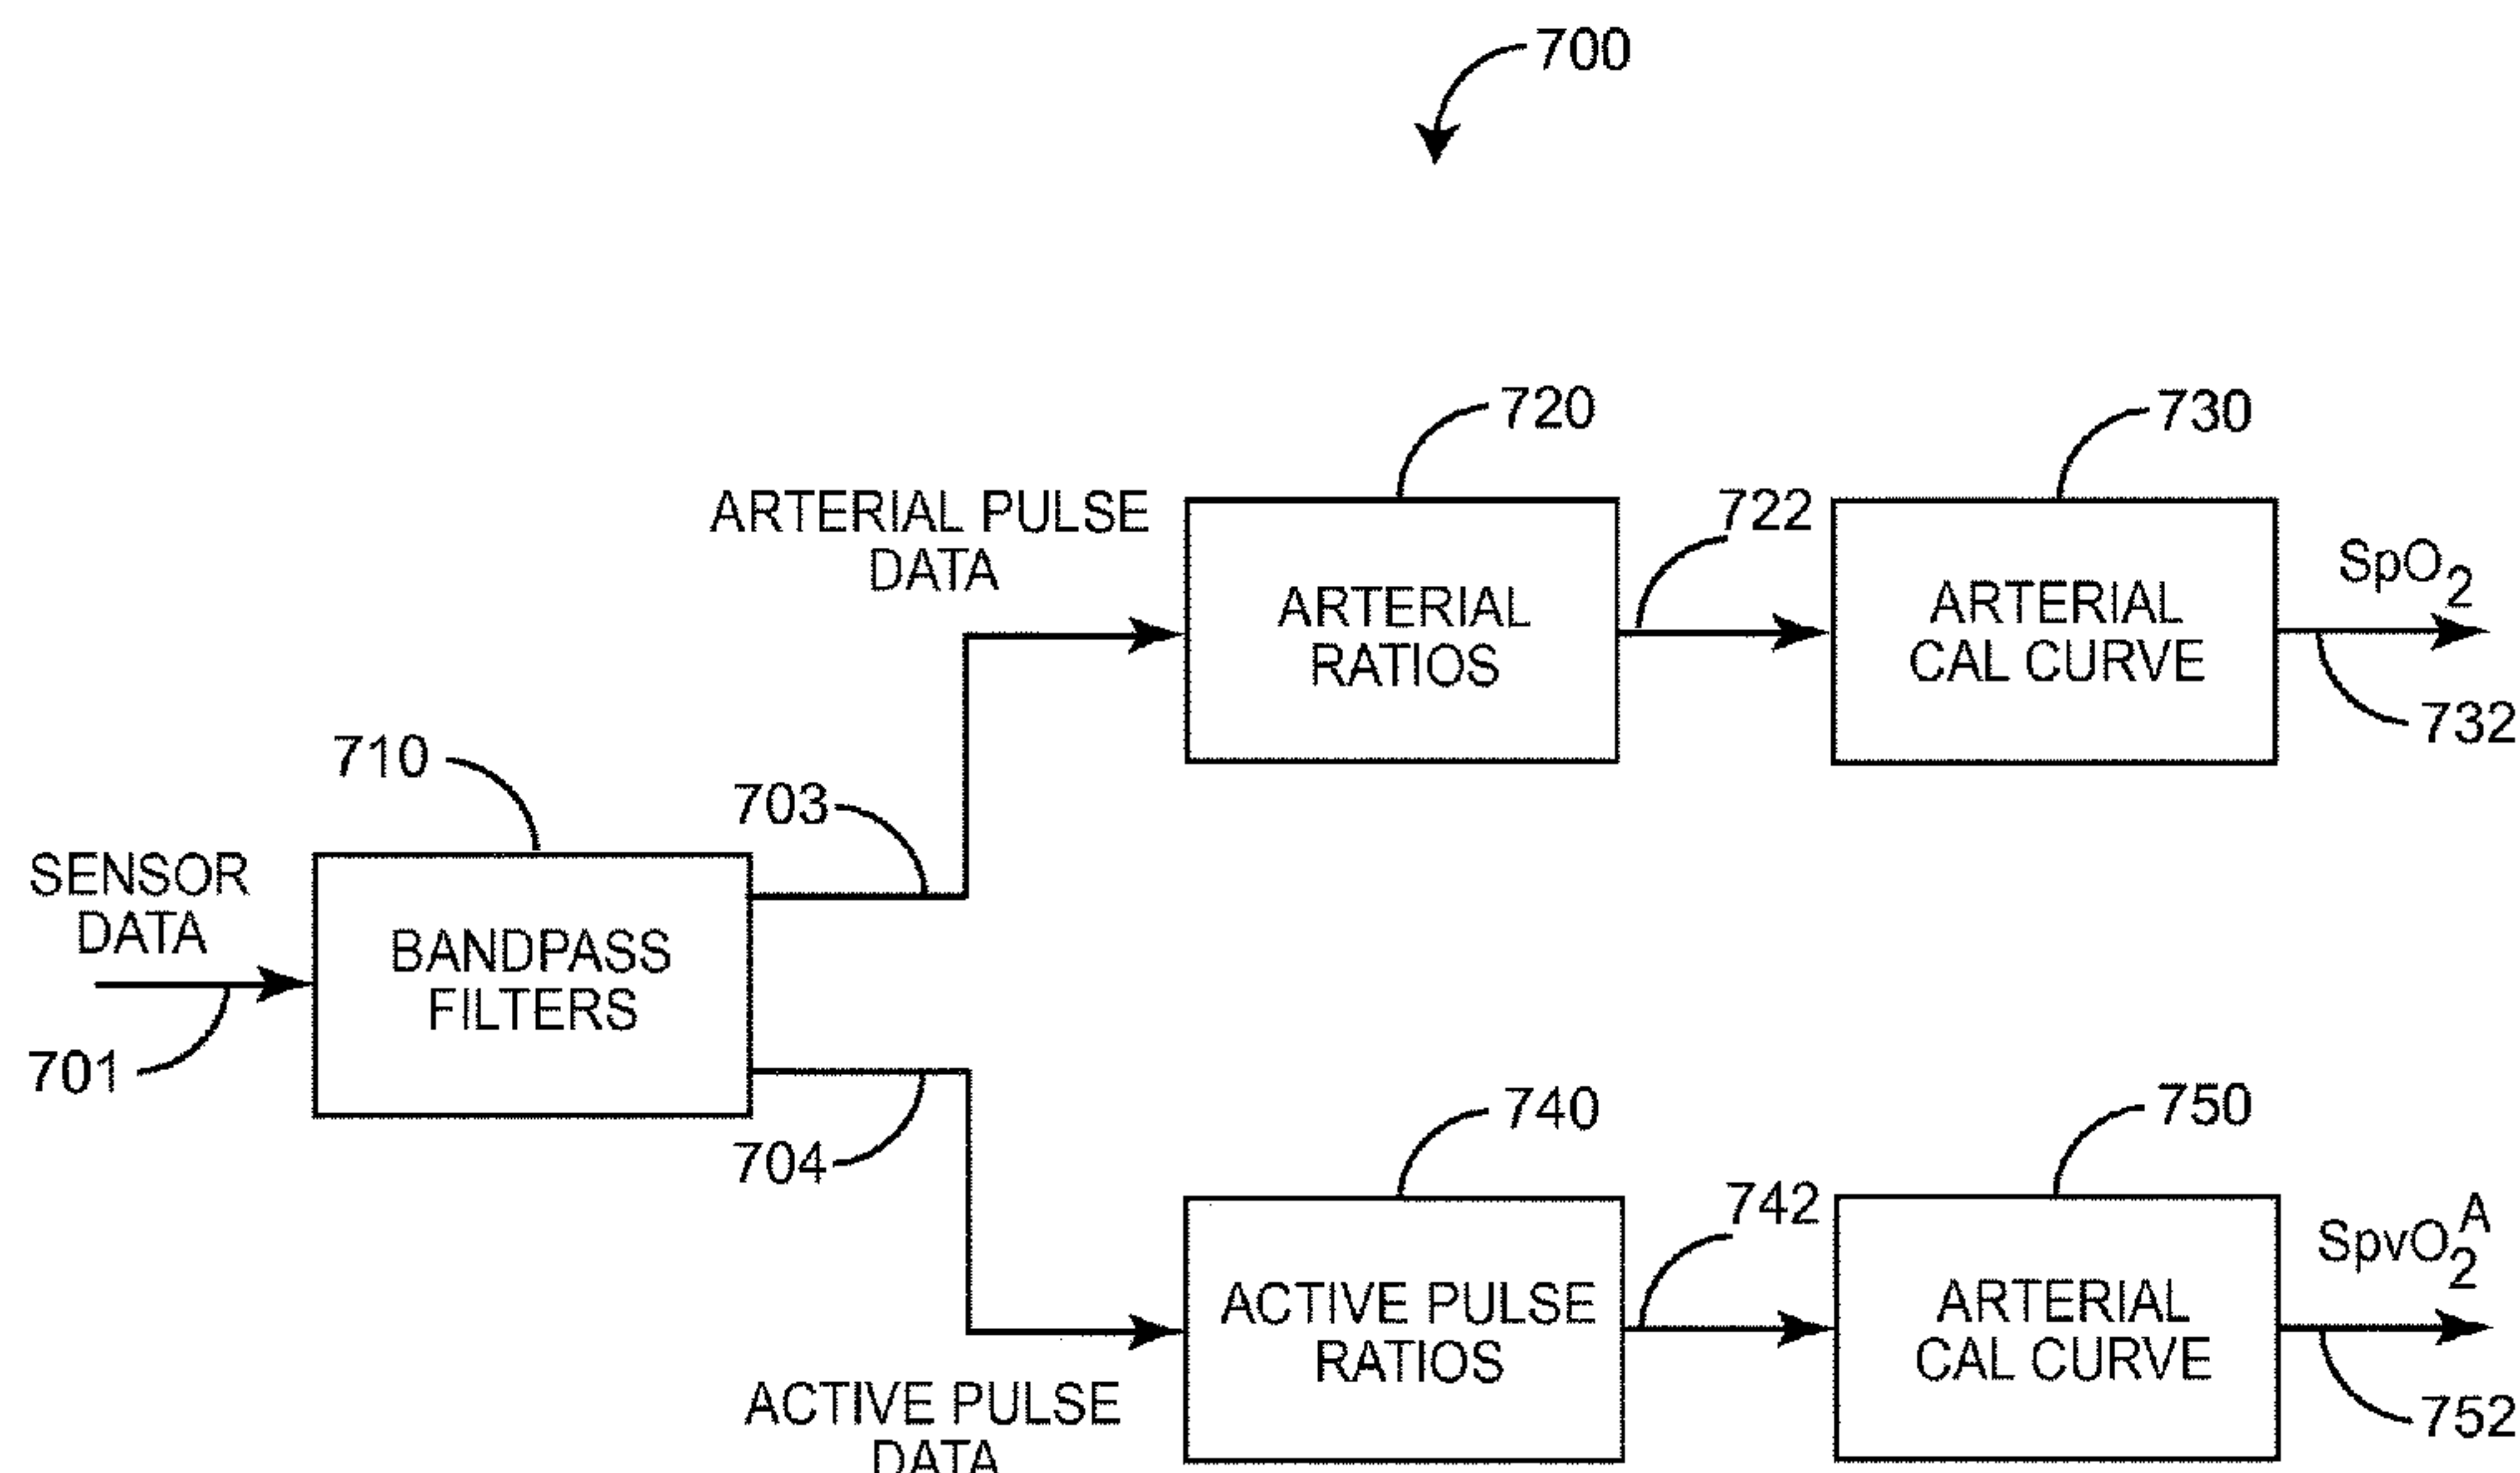 700
720
730
ARTERIAL PULSE
DATA
722
ARTERIAL
RATIOS
ARTERIAL
CAL CURVE
SpO2
732
710
703
SENSOR
DATA
BANDPASS
FILTERS
701
704
740
750
742
SpvO2A
ACTIVE PULSE
RATIOS
ARTERIAL
CAL CURVE
ACTIVE PULSE
DATA
752